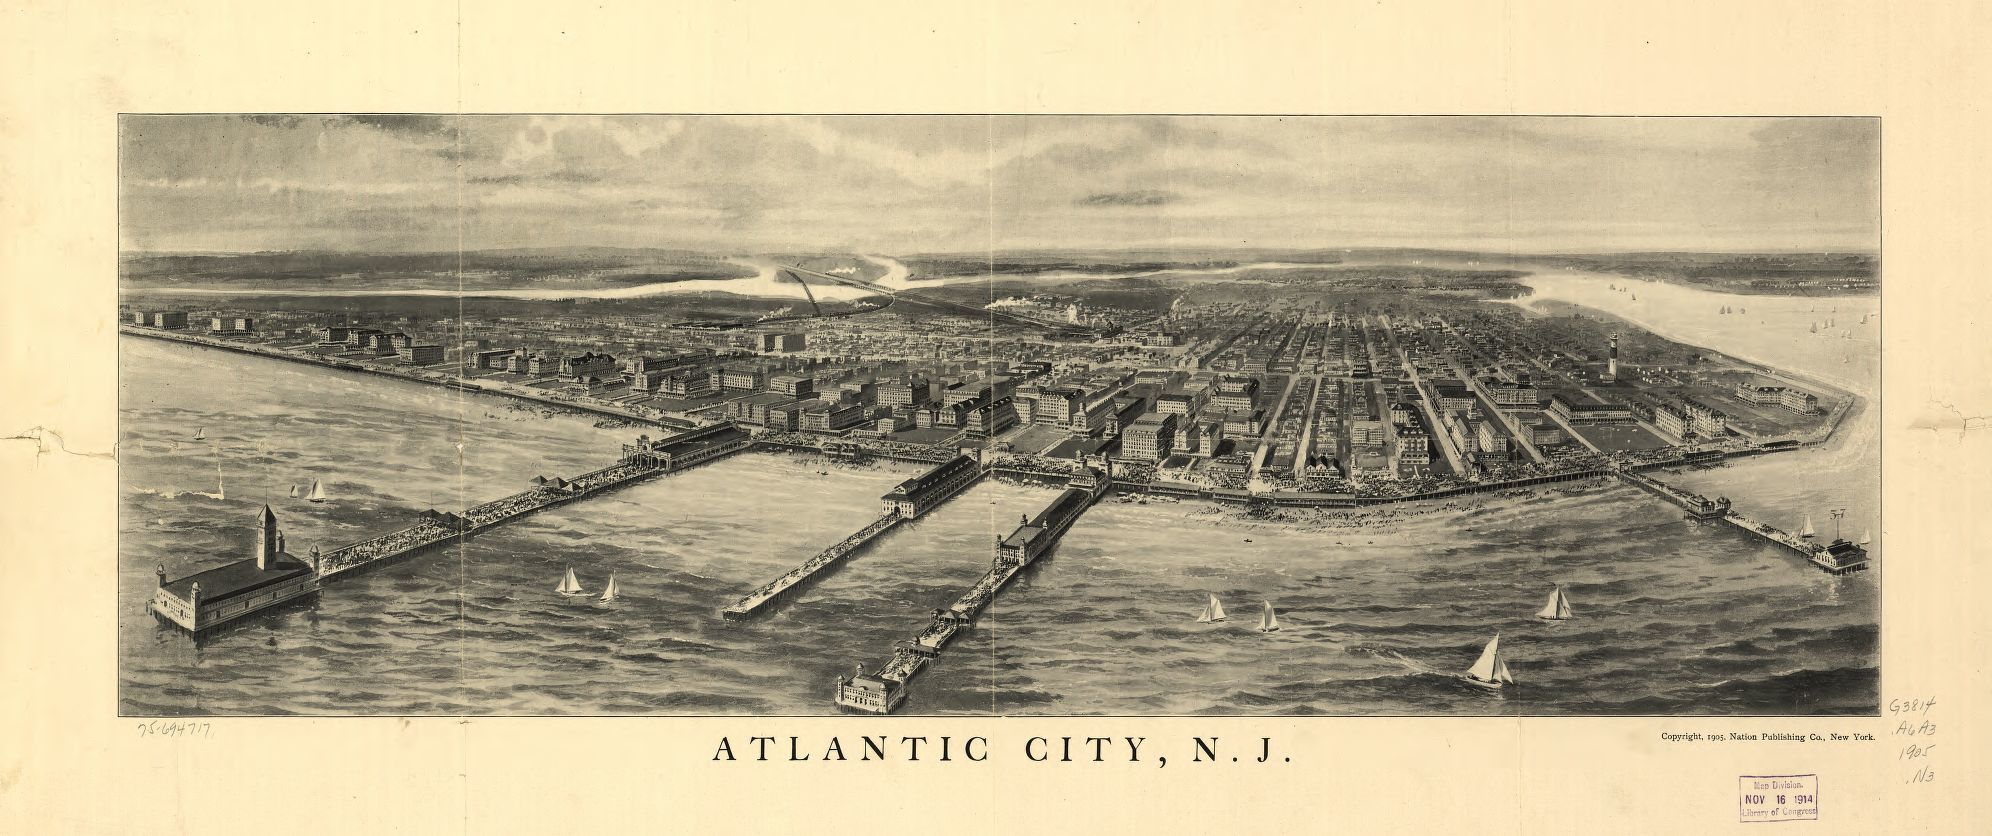 57
75-694717
ATLANTIC CITY, N. J.
Copyright, 1905. Nation Publishing Co., New York.
G3814
.A6A3
1905
.N3
Map Division.
NOV 16 1914
Library of Congress